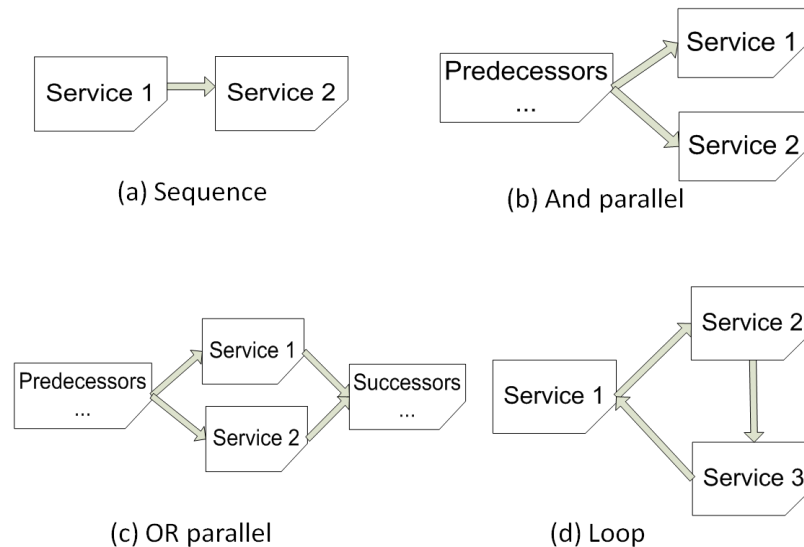 Service 1
Service 2
(a) Sequence
Predecessors
...
Service 1
Service 2
(b) And parallel
Predecessors
...
Service 1
Service 2
Successors
...
(c) OR parallel
Service 1
Service 2
Service 3
(d) Loop